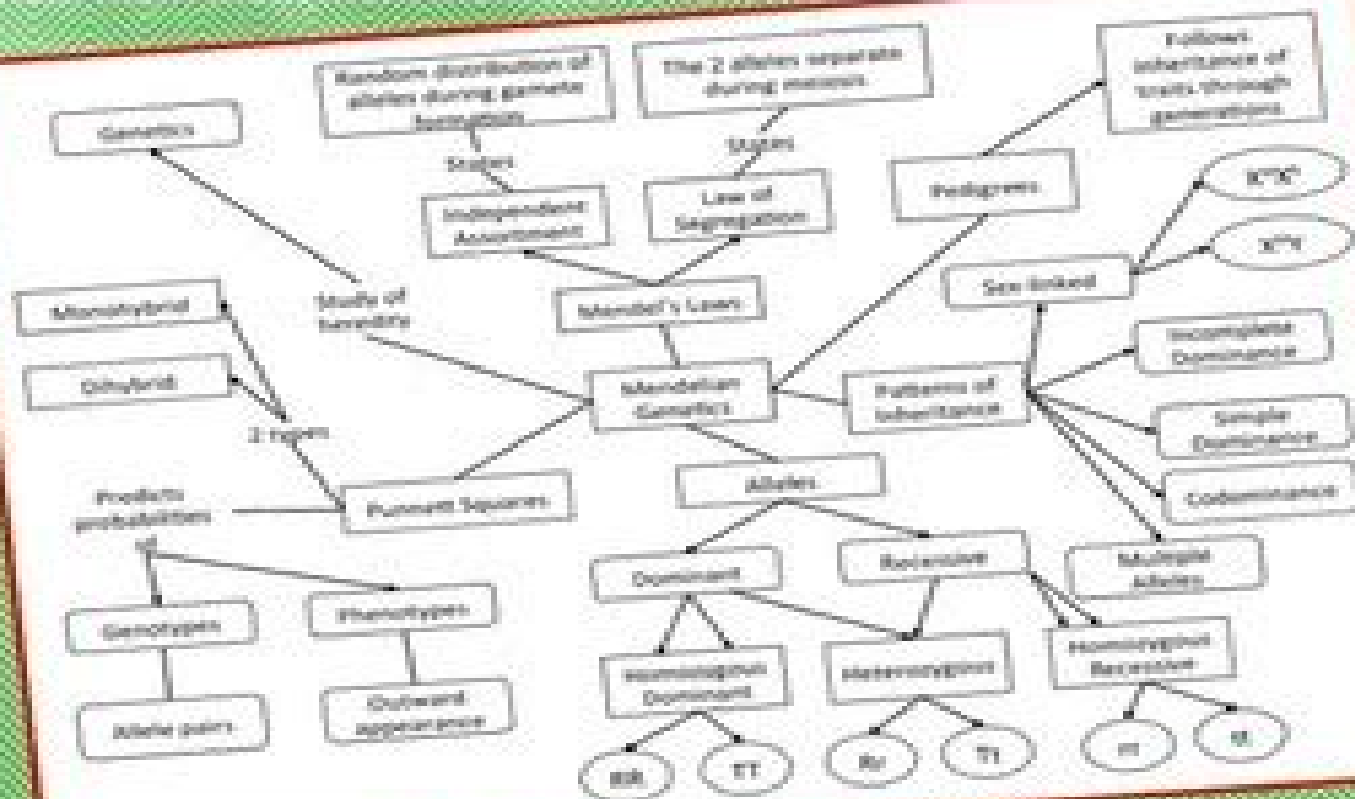 Genetics
Random distribution of
alleles during gamete
formation
The 2 alleles separate
during meiosis
Follows
inheritance of
traits through
generations
States
States
Independent
Assortment
Law of
Segregation
Pedigrees
Sex-linked
Monohybrid
Study of
heredity
Mendel's Laws
Incomplete
Dominance
Dihybrid
Mendelian
Genetics
Patterns of
Inheritance
Simple
Dominance
2 types
Codominance
Predicts
probabilities
of
Punnett Squares
Alleles
Dominant
Recessive
Multiple
Alleles
Genotypes
Phenotypes
Homozygous
Dominant
Heterozygous
Homozygous
Recessive
Allele pairs
Outward
appearance
RR
TT
Rr
Tt
rr
tt